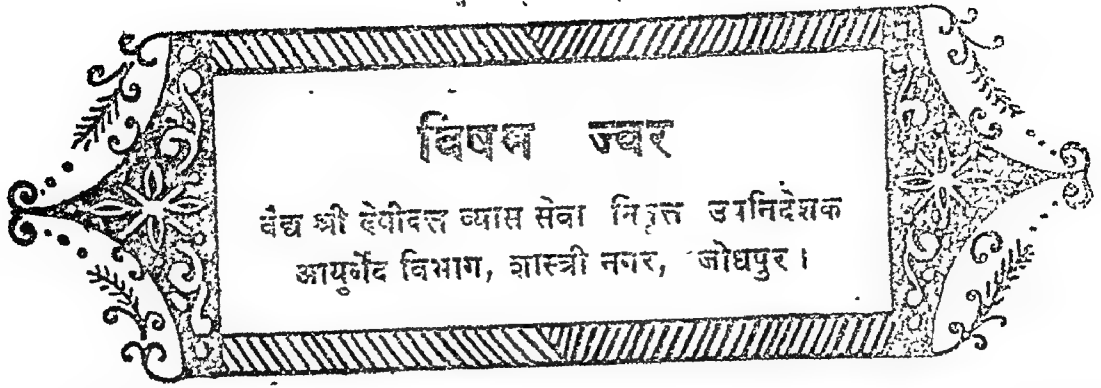 विषम ज्वर
वैद्य श्री देवीदत्त व्यास सेवा निवृत्त उपनिदेशक
आयुर्वेद विभाग, शास्त्री नगर, जोधपुर।